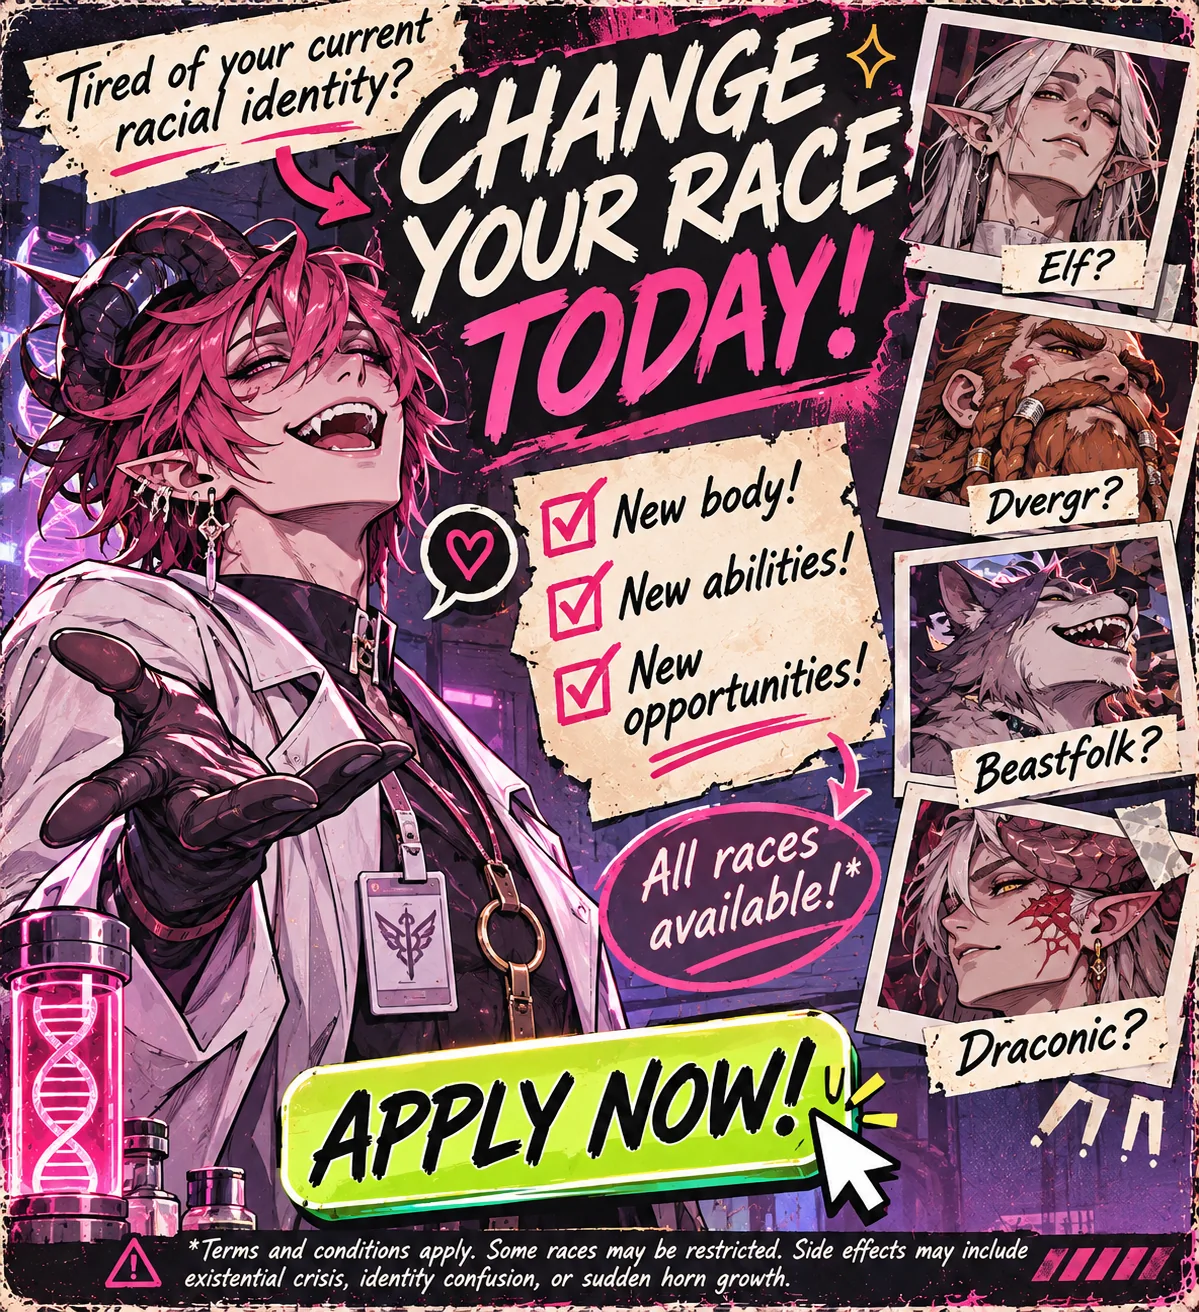 Tired of your current
racial identity?
CHANGE
YOUR RACE
TODAY!
Elf?
Dvergr?
Beastfolk?
Draconic?
New body!
New abilities!
New
opportunities!
All races
available!*
APPLY NOW!
!!
*Terms and conditions apply. Some races may be restricted. Side effects may include
existential crisis, identity confusion, or sudden horn growth.